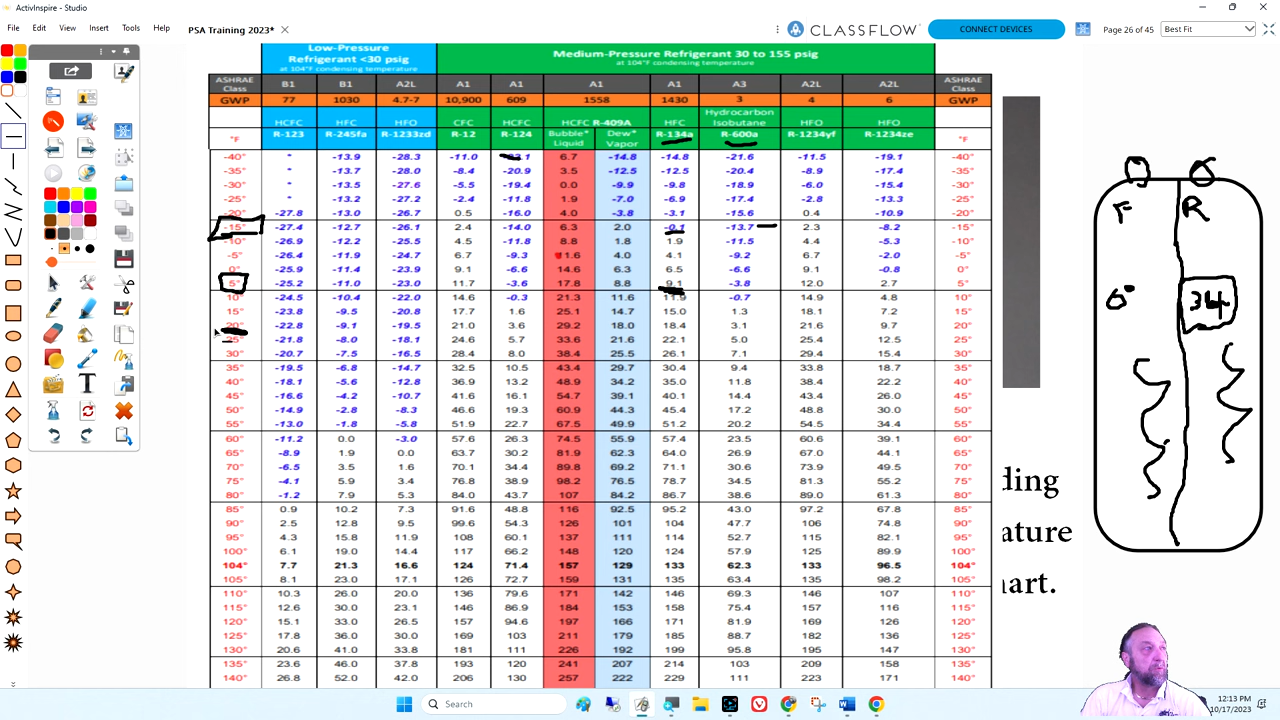 ActivInspire - Studio
File Edit View Insert Tools Help PSA Training 2023* CLASSFLOW CONNECT DEVICES Page 26 of 45 Best Fit
Low-Pressure
Refrigerant <30 psig
at 104°F condensing temperature
Medium-Pressure Refrigerant 30 to 155 psig
at 104°F condensing temperature
ASHRAE Class B1 B1 A2L A1 A1 A1 A1 A3 A2L A2L ASHRAE Class
GWP 77 1030 4.7-7 10,900 609 1558 1430 3 4 6 GWP
HCFC HFC HFO CFC HCFC HCFC R-409A HFC Hydrocarbon Isobutane HFO HFO
°F R-123 R-245fa R-1233zd R-12 R-124 Bubble* Liquid Dew* Vapor R-134a R-600a R-1234yf R-1234ze °F
-40° * -13.9 -28.3 -11.0 6.7 -14.8 -14.8 -21.6 -11.5 -19.1 -40°
-35° * -13.7 -28.0 -8.4 -20.9 3.5 -12.5 -12.5 -20.4 -8.9 -17.4 -35°
-30° * -13.5 -27.6 -5.5 -19.4 0.0 -9.9 -9.8 -18.9 -6.0 -15.4 -30°
-25° * -13.2 -27.2 -2.4 -11.8 1.9 -7.0 -6.9 -17.4 -2.8 -13.3 -25°
-20° -27.8 -13.0 -26.7 0.5 -16.0 4.0 -3.8 -3.1 -15.6 0.4 -10.9 -20°
-15° -27.4 -12.7 -26.1 2.4 -14.0 6.3 2.0 -0.1 -13.7 2.3 -8.2 -15°
-10° -26.9 -12.2 -25.5 4.5 -11.8 8.8 1.8 1.9 -11.5 4.4 -5.3 -10°
-5° -26.4 -11.9 -24.7 6.7 -9.3 1.6 4.0 4.1 -9.2 6.7 -2.0 -5°
0° -25.9 -11.4 -23.9 9.1 -6.6 14.6 6.3 6.5 -6.6 9.1 -0.8 0°
5° -25.2 -11.0 -23.0 11.7 -3.6 17.8 8.8 9.1 -3.8 12.0 2.7 5°
10° -24.5 -10.4 -22.0 14.6 -0.3 21.3 11.6 11.9 -0.7 14.9 4.8 10°
15° -23.8 -9.5 -20.8 17.7 1.6 25.1 14.7 15.0 1.3 18.1 7.2 15°
20° -22.8 -9.1 -19.5 21.0 3.6 29.2 18.0 18.4 3.1 21.6 9.7 20°
25° -21.8 -8.0 -18.1 24.6 5.7 33.6 21.6 22.1 5.0 25.4 12.5 25°
30° -20.7 -7.5 -16.5 28.4 8.0 38.4 25.5 26.1 7.1 29.4 15.4 30°
35° -19.5 -6.8 -14.7 32.5 10.5 43.4 29.7 30.4 9.4 33.8 18.7 35°
40° -18.1 -5.6 -12.8 36.9 13.2 48.9 34.2 35.0 11.8 38.4 22.2 40°
45° -16.6 -4.2 -10.7 41.6 16.1 54.7 39.1 40.1 14.4 43.4 26.0 45°
50° -14.9 -2.8 -8.3 46.6 19.3 60.9 44.3 45.4 17.2 48.8 30.0 50°
55° -13.0 -1.8 -5.8 51.9 22.7 67.5 49.9 51.2 20.2 54.5 34.4 55°
60° -11.2 0.0 -3.0 57.6 26.3 74.5 55.9 57.4 23.5 60.6 39.1 60°
65° -8.9 1.9 0.0 63.7 30.2 81.9 62.3 64.0 26.9 67.0 44.1 65°
70° -6.5 3.5 1.6 70.1 34.4 89.8 69.2 71.1 30.6 73.9 49.5 70°
75° -4.1 5.9 3.4 76.8 38.9 98.2 76.5 78.7 34.5 81.3 55.2 75°
80° -1.2 7.9 5.3 84.0 43.7 107 84.2 86.7 38.6 89.0 61.3 80°
85° 0.9 10.2 7.3 91.6 48.8 116 92.5 95.2 43.0 97.2 67.8 85°
90° 2.5 12.8 9.5 99.6 54.3 126 101 104 47.7 106 74.8 90°
95° 4.3 15.8 11.9 108 60.1 137 111 114 52.7 115 82.1 95°
100° 6.1 19.0 14.4 117 66.2 148 120 124 57.9 125 89.9 100°
104° 7.7 21.3 16.6 124 71.4 157 129 133 62.3 133 96.5 104°
105° 8.1 23.0 17.1 126 72.7 159 131 135 63.4 135 98.2 105°
110° 10.3 26.0 20.0 136 79.6 171 142 146 69.3 146 107 110°
115° 12.6 30.0 23.1 146 86.9 184 153 158 75.4 157 116 115°
120° 15.1 33.0 26.5 157 94.6 197 166 171 81.9 169 126 120°
125° 17.8 36.0 30.0 169 103 211 179 185 88.7 182 136 125°
130° 20.6 41.0 33.8 181 111 226 192 199 95.8 195 147 130°
135° 23.6 46.0 37.8 193 120 241 207 214 103 209 158 135°
140° 26.8 52.0 42.0 206 130 257 222 229 111 223 171 140°
F R
0° 34
ding
ature
art.
Search
12:13 PM
10/17/2023